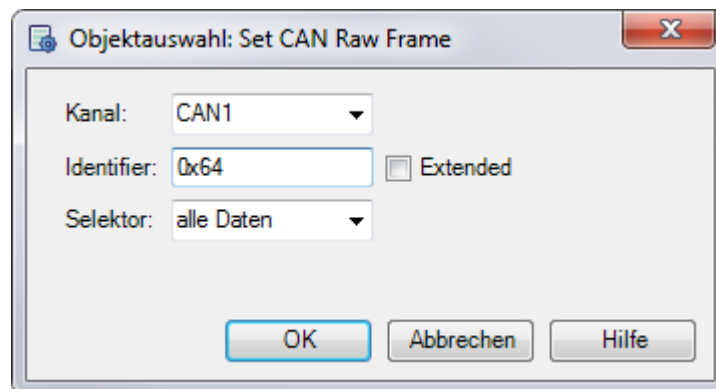 Objektauswahl: Set CAN Raw Frame
Kanal: CAN1
Identifier: 0x64 Extended
Selektor: alle Daten
OK Abbrechen Hilfe